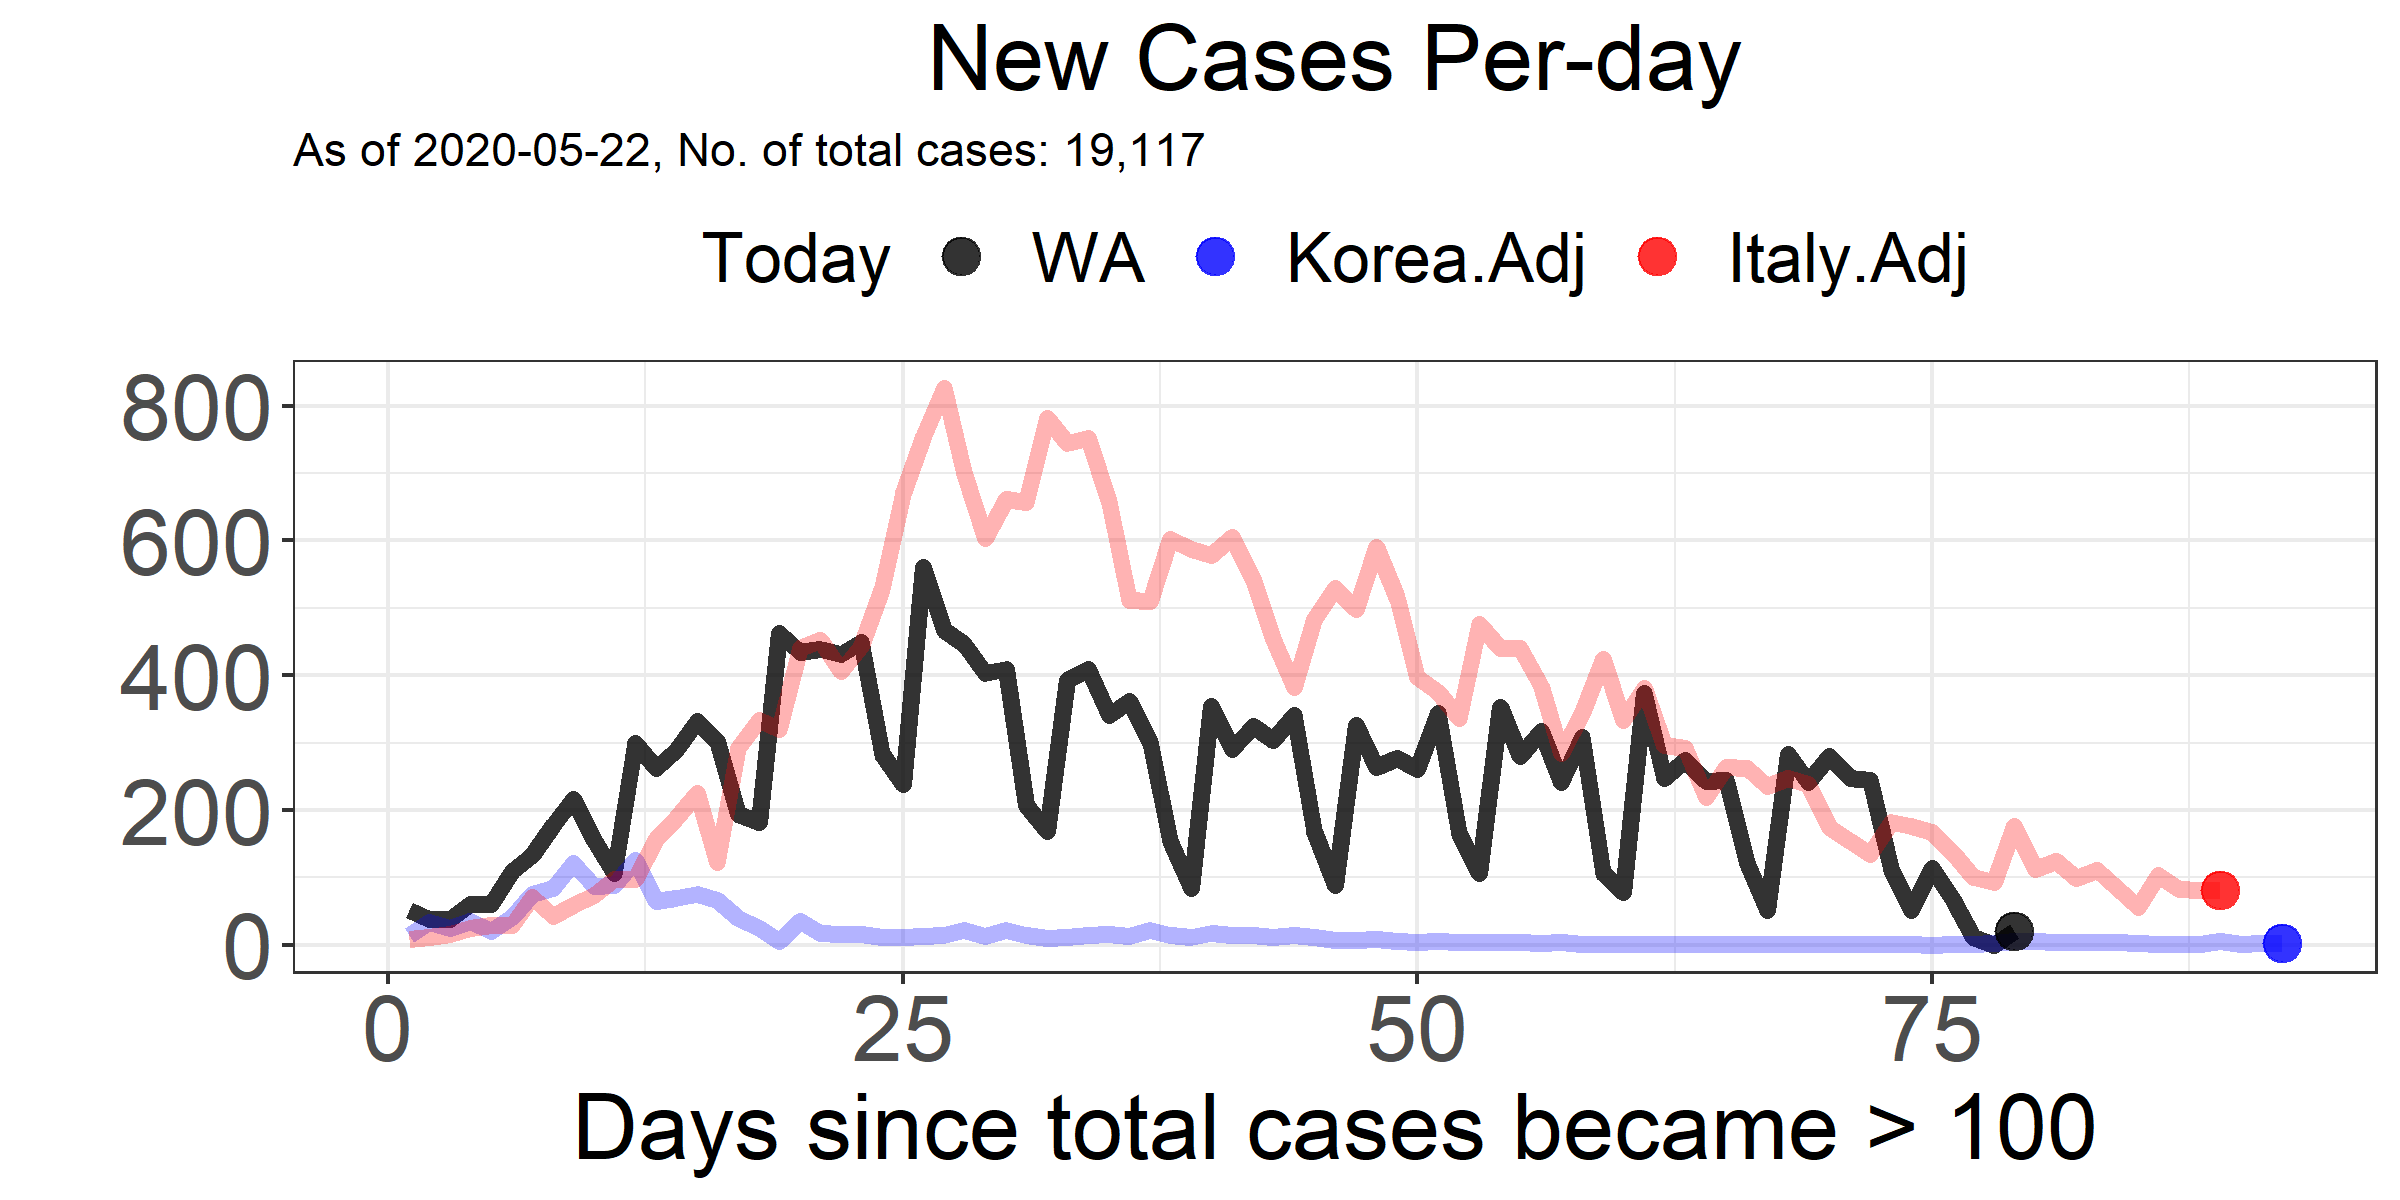 New Cases Per-day
As of 2020-05-22, No. of total cases: 19,117
Today WA Korea.Adj Italy.Adj
800
600
400
200
0
0 25 50 75
Days since total cases became > 100